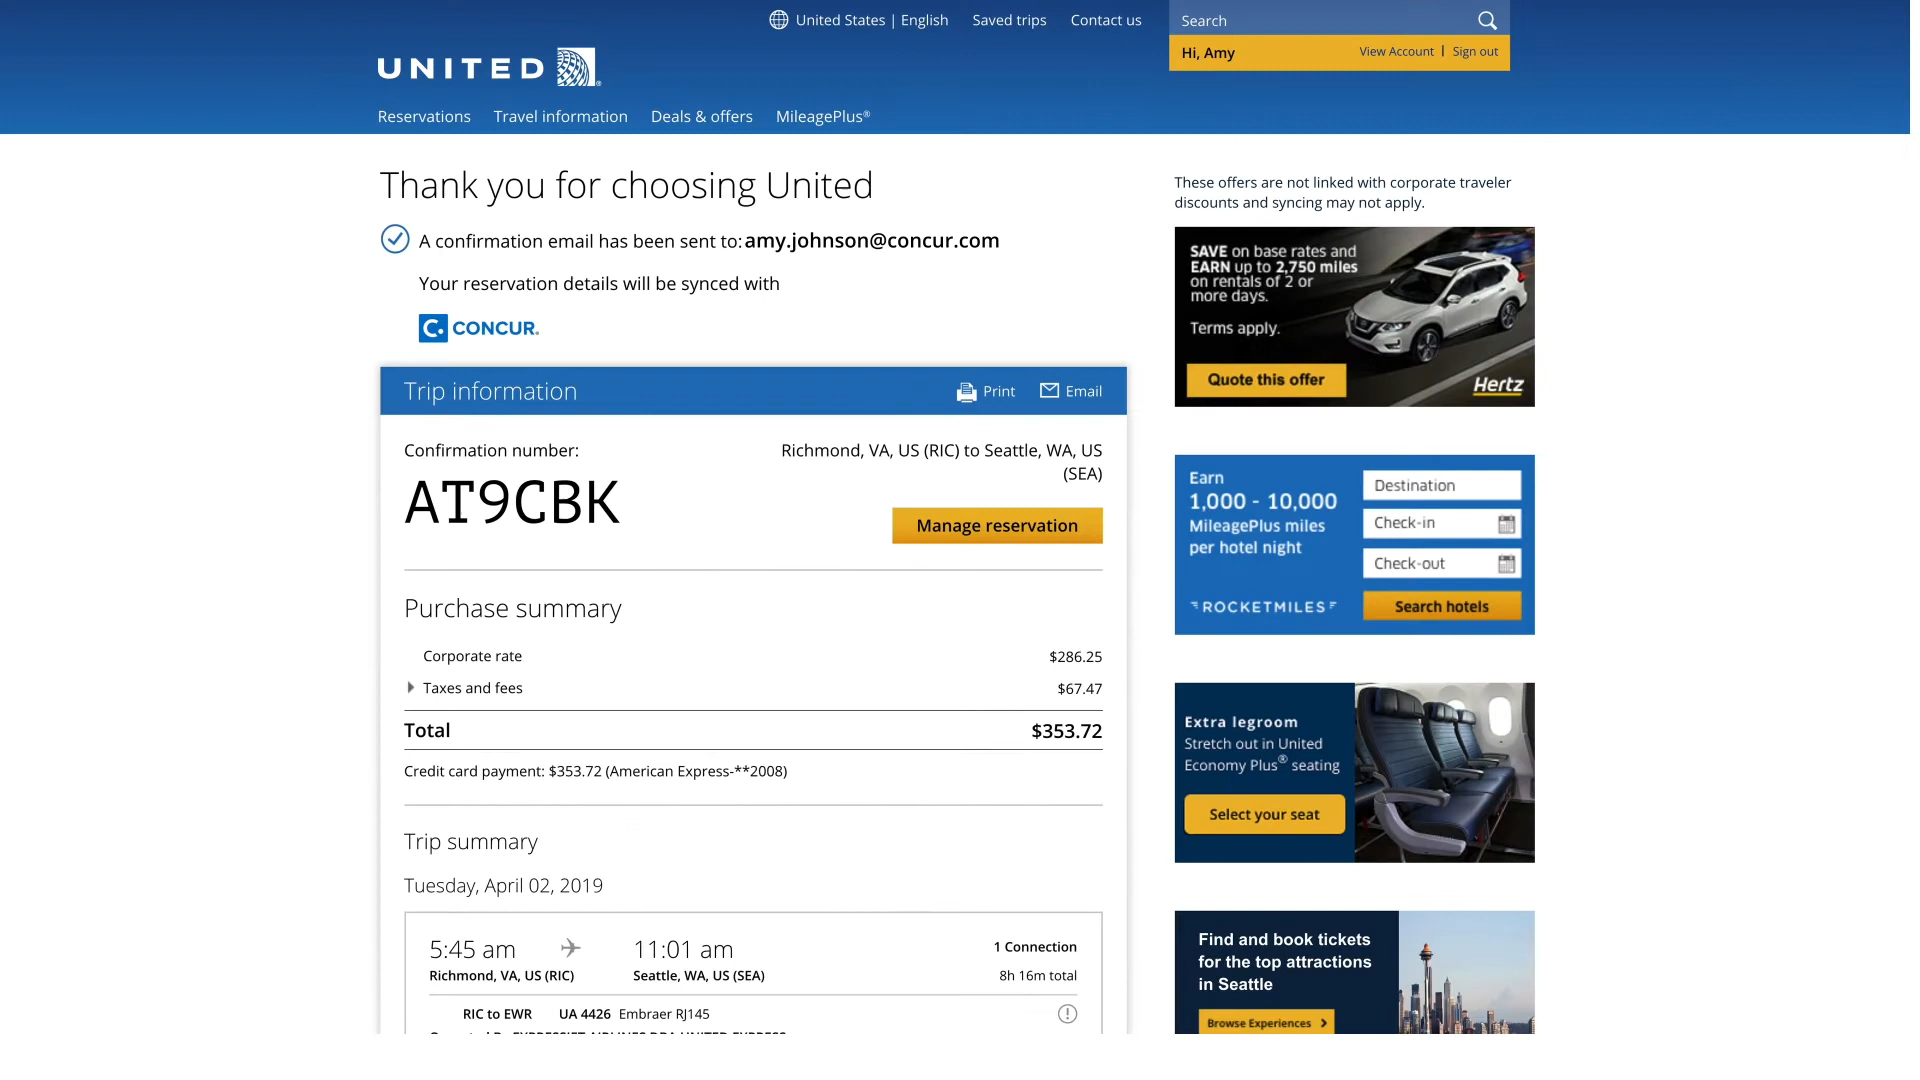 United States | English
Saved trips
Contact us
Search
Hi, Amy
View Account | Sign out
UNITED
Reservations
Travel information
Deals & offers
MileagePlus®
Thank you for choosing United
A confirmation email has been sent to: amy.johnson@concur.com
Your reservation details will be synced with
C. CONCUR.
Trip information
Print
Email
Confirmation number:
AT9CBK
Richmond, VA, US (RIC) to Seattle, WA, US
(SEA)
Manage reservation
Purchase summary
Corporate rate $286.25
Taxes and fees $67.47
Total $353.72
Credit card payment: $353.72 (American Express-**2008)
Trip summary
Tuesday, April 02, 2019
5:45 am
11:01 am
1 Connection
Richmond, VA, US (RIC)
Seattle, WA, US (SEA)
8h 16m total
RIC to EWR UA 4426 Embraer RJ145
These offers are not linked with corporate traveler
discounts and syncing may not apply.
SAVE on base rates and
EARN up to 2,750 miles
on rentals of 2 or
more days.
Terms apply.
Quote this offer
Hertz
Earn
1,000 - 10,000
MileagePlus miles
per hotel night
ROCKETMILES
Destination
Check-in
Check-out
Search hotels
Extra legroom
Stretch out in United
Economy Plus® seating
Select your seat
Find and book tickets
for the top attractions
in Seattle
Browse Experiences